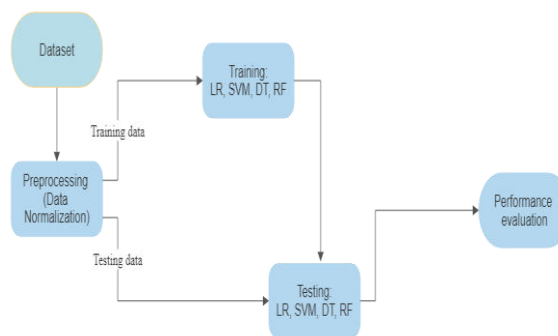 Dataset
Training:
LR, SVM, DT, RF
Training data
Preprocessing
(Data
Normalization)
Performance
evaluation
Testing data
Testing:
LR, SVM, DT, RF